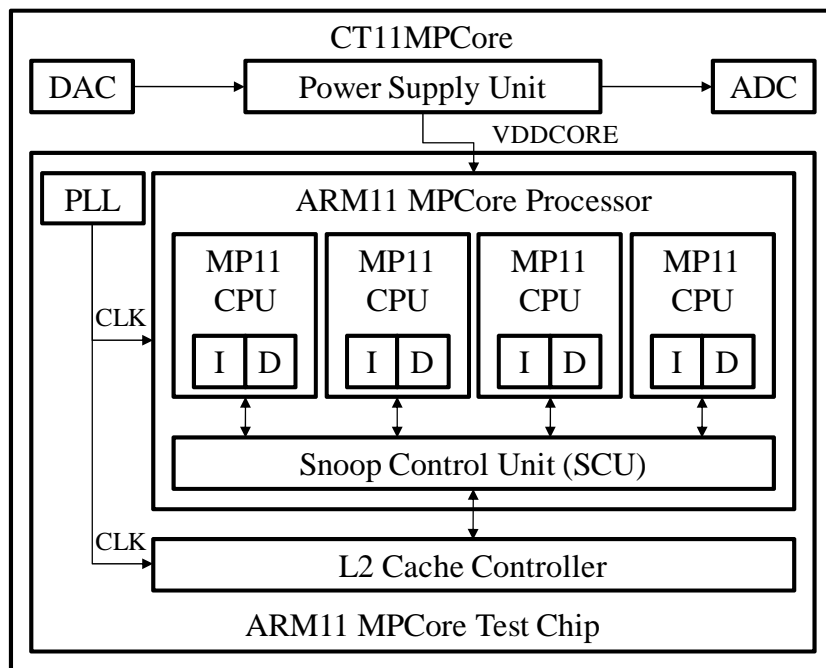 CT11MPCore
DAC
Power Supply Unit
ADC
VDDCORE
PLL
ARM11 MPCore Processor
MP11
CPU
MP11
CPU
MP11
CPU
MP11
CPU
CLK
I D
I D
I D
I D
Snoop Control Unit (SCU)
CLK
L2 Cache Controller
ARM11 MPCore Test Chip